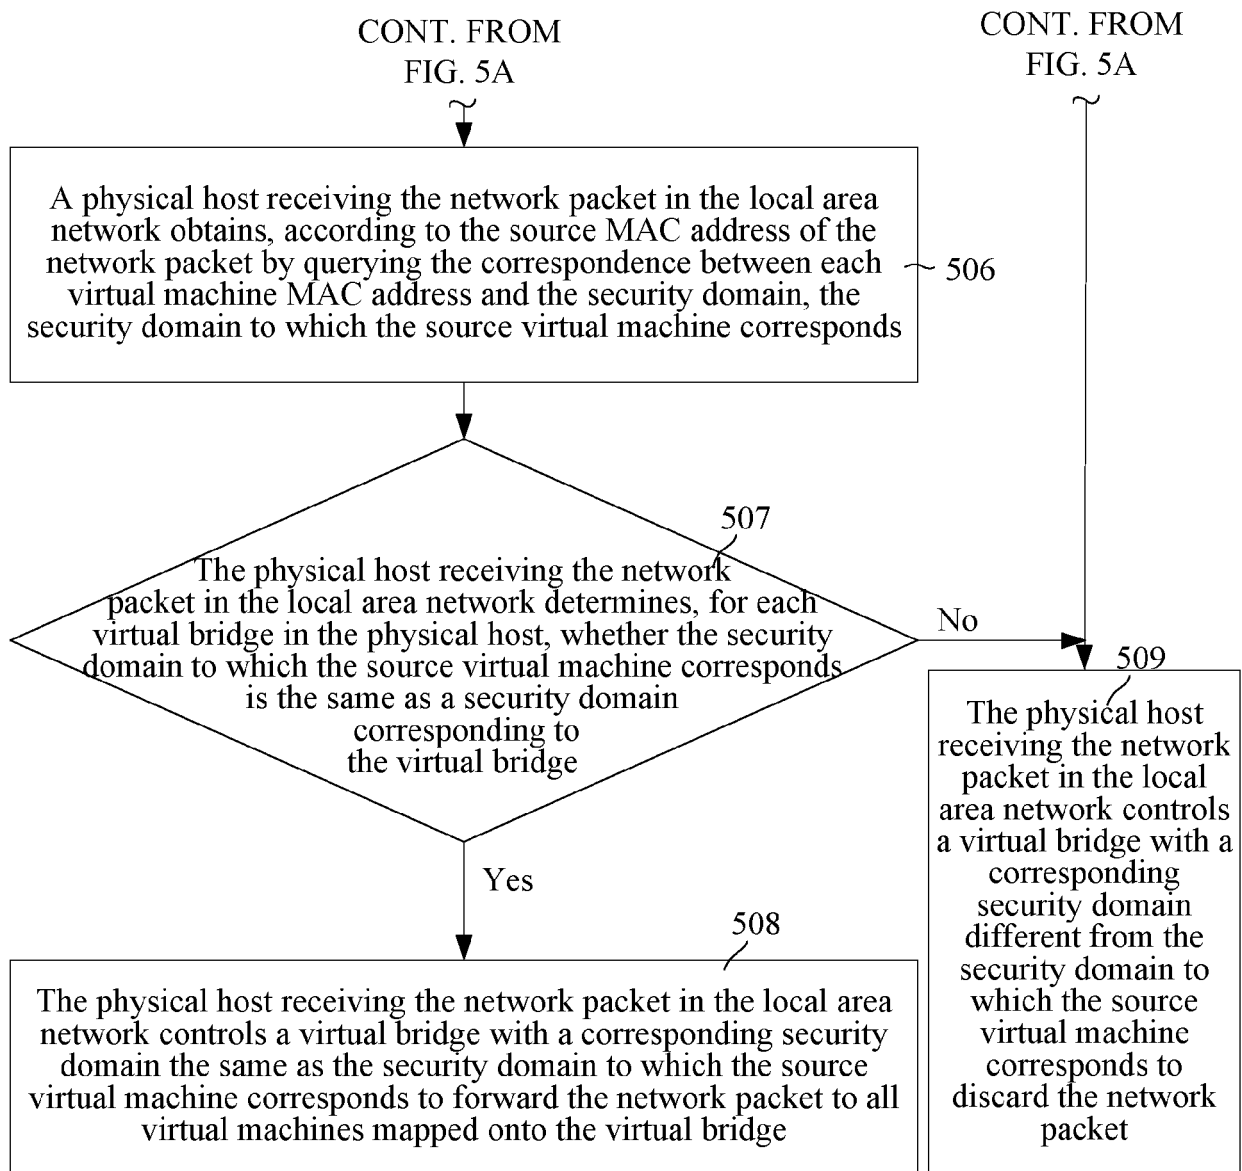 CONT. FROM
FIG. 5A
CONT. FROM
FIG. 5A
A physical host receiving the network packet in the local area
network obtains, according to the source MAC address of the
network packet by querying the correspondence between each
virtual machine MAC address and the security domain, the
security domain to which the source virtual machine corresponds
506
507
The physical host receiving the network
packet in the local area network determines, for each
virtual bridge in the physical host, whether the security
domain to which the source virtual machine corresponds
is the same as a security domain
corresponding to
the virtual bridge
No
Yes
508
The physical host receiving the network packet in the local area
network controls a virtual bridge with a corresponding security
domain the same as the security domain to which the source
virtual machine corresponds to forward the network packet to all
virtual machines mapped onto the virtual bridge
509
The physical host
receiving the network
packet in the local
area network controls
a virtual bridge with a
corresponding
security domain
different from the
security domain to
which the source
virtual machine
corresponds to
discard the network
packet